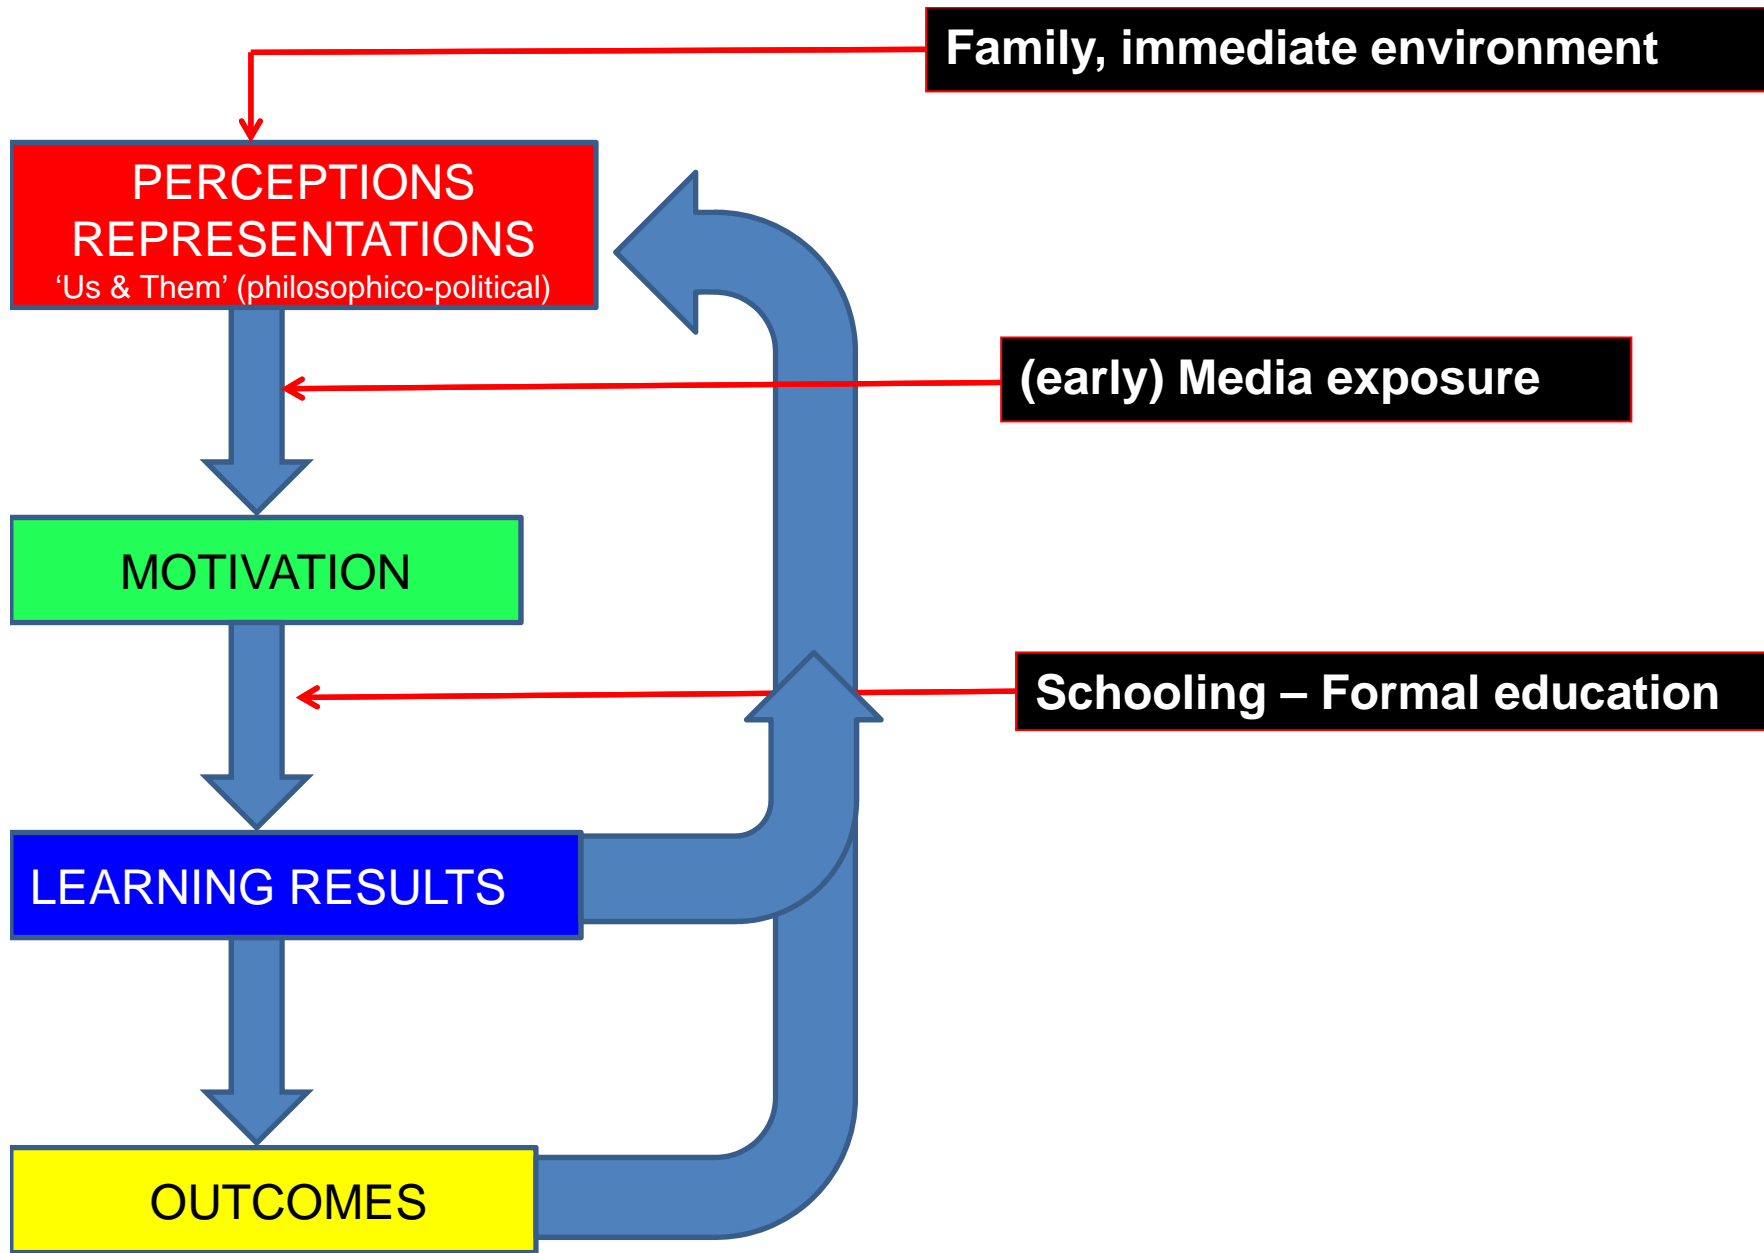 Family, immediate environment
PERCEPTIONS
REPRESENTATIONS
‘Us & Them’ (philosophico-political)
(early) Media exposure
MOTIVATION
Schooling – Formal education
LEARNING RESULTS
OUTCOMES